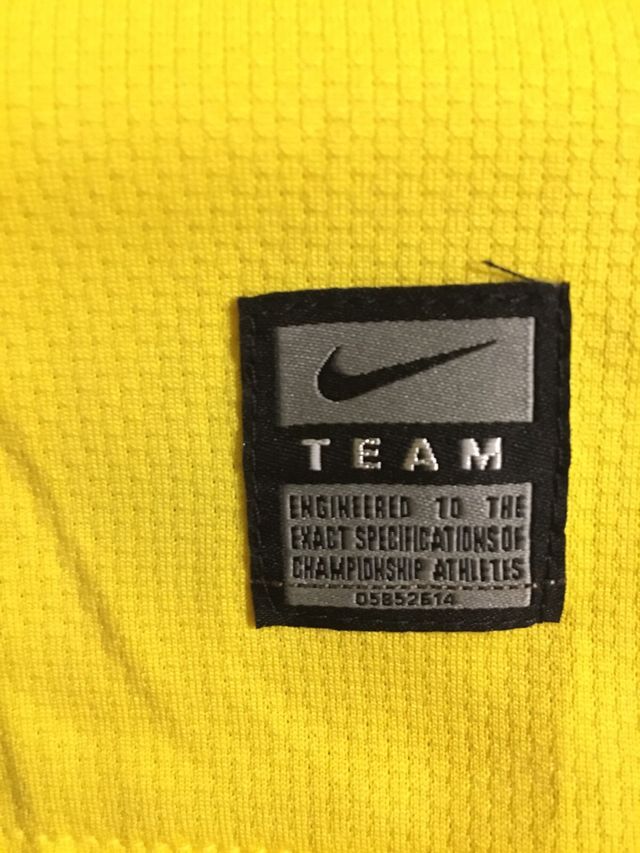 TEAM
ENGINEERED TO THE
EXACT SPECIFICATIONS OF
CHAMPIONSHIP ATHLETES
05852614